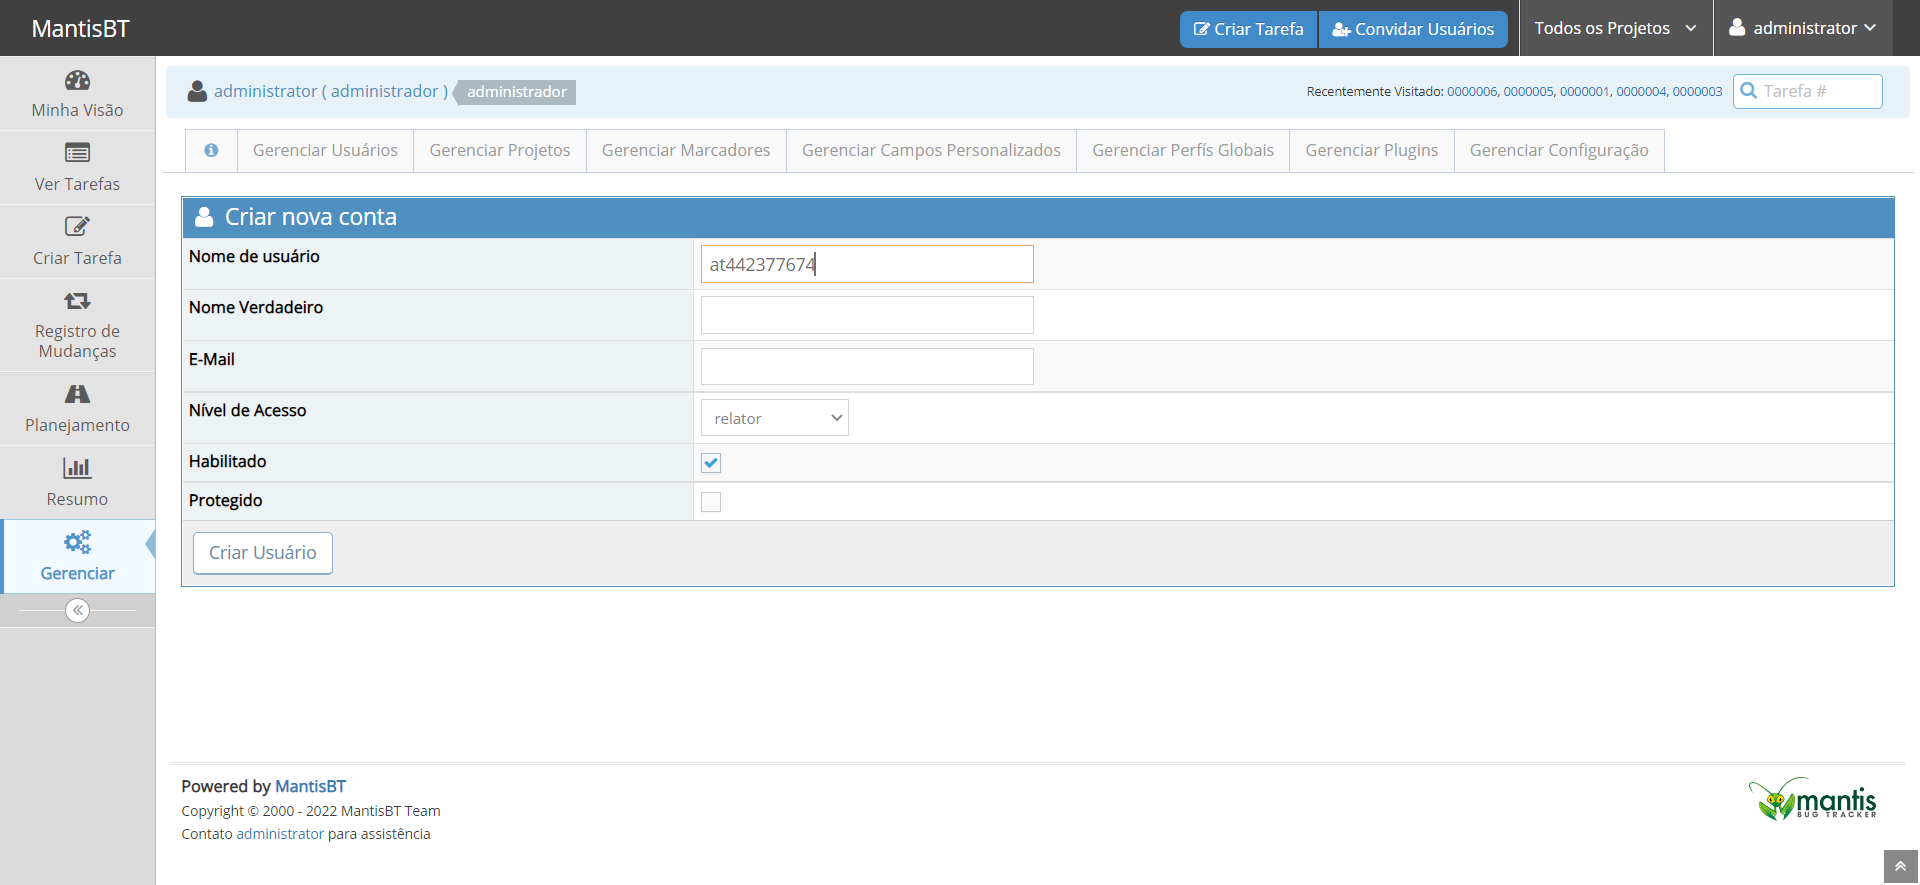 MantisBT
Criar Tarefa
Convidar Usuários
Todos os Projetos
administrator
Minha Visão
Ver Tarefas
Criar Tarefa
Registro de
Mudanças
Planejamento
Resumo
Gerenciar
administrator ( administrador )
administrador
Recentemente Visitado: 0000006, 0000005, 0000001, 0000004, 0000003
Tarefa #
Gerenciar Usuários
Gerenciar Projetos
Gerenciar Marcadores
Gerenciar Campos Personalizados
Gerenciar Perfís Globais
Gerenciar Plugins
Gerenciar Configuração
Criar nova conta
Nome de usuário
at442377674
Nome Verdadeiro
E-Mail
Nível de Acesso
relator
Habilitado
Protegido
Criar Usuário
Powered by MantisBT
Copyright © 2000 - 2022 MantisBT Team
Contato administrator para assistência
mantis
BUG TRACKER